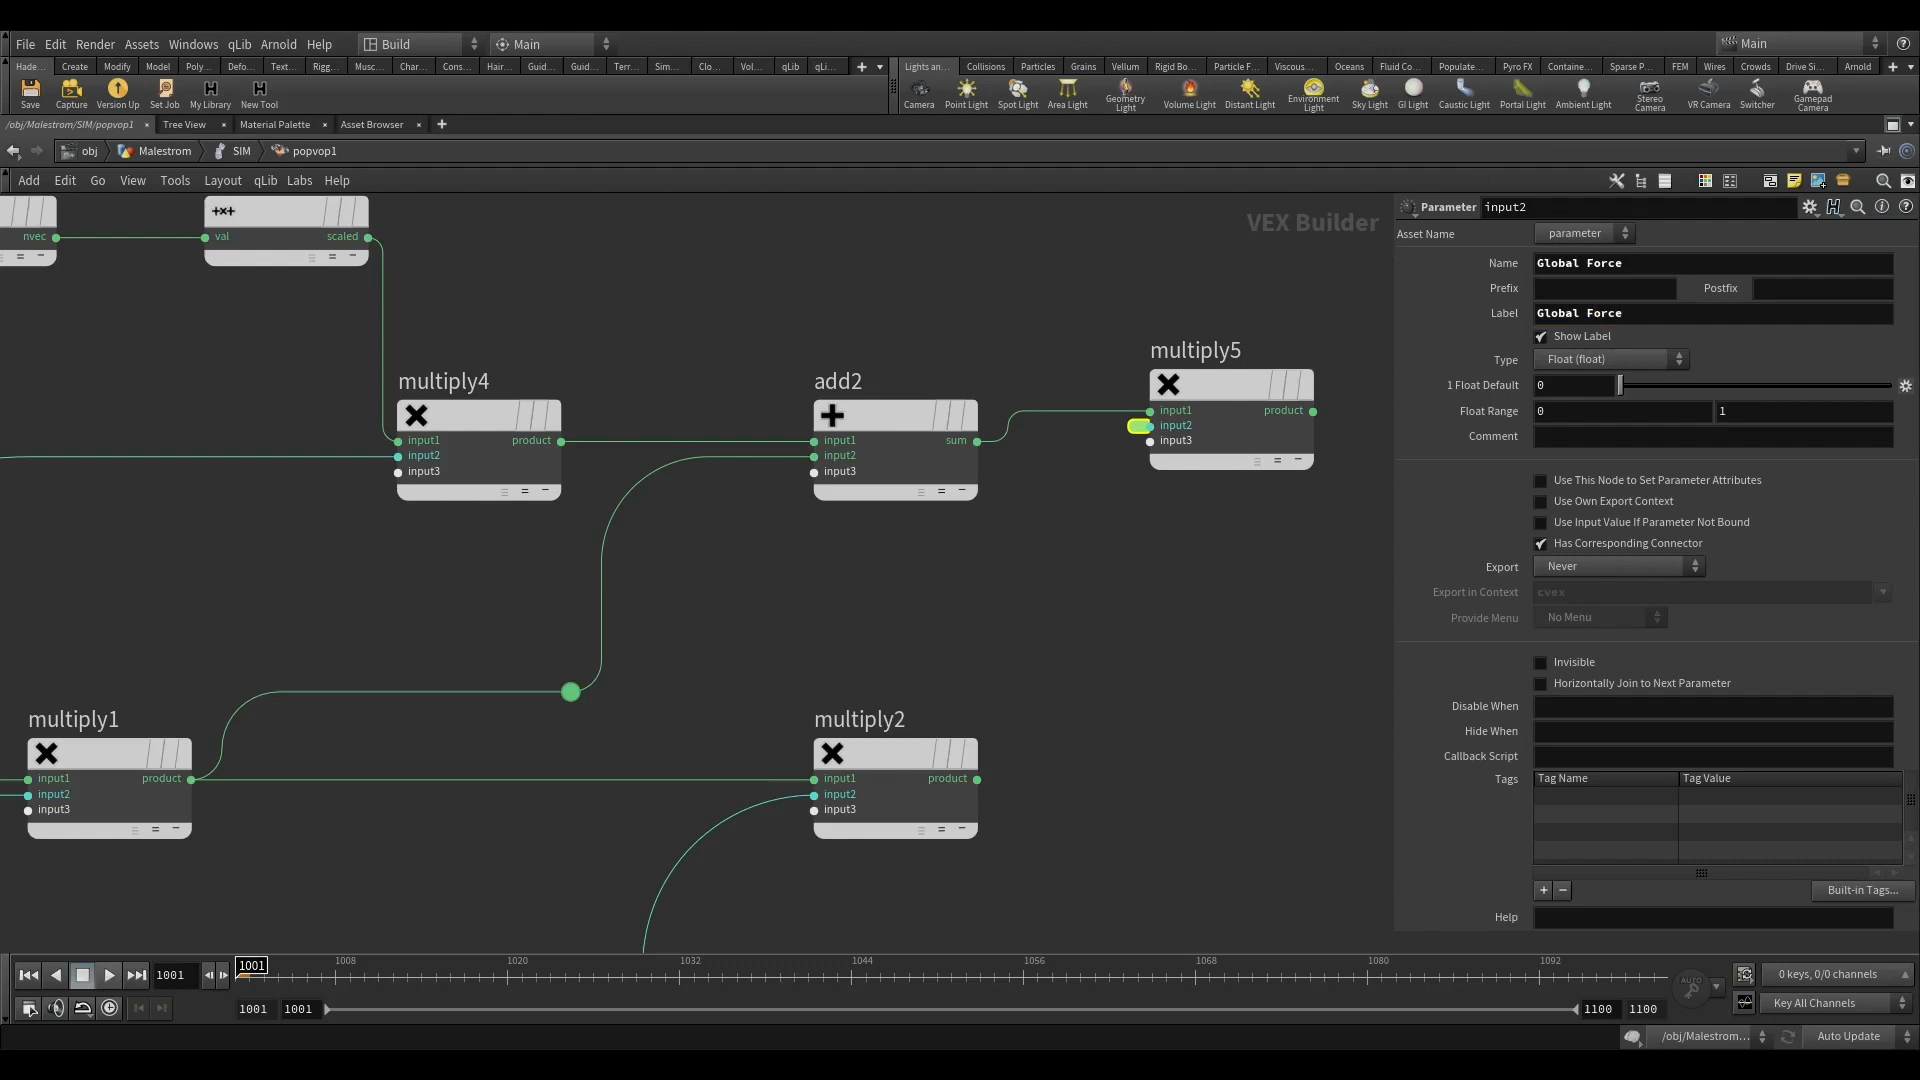 File Edit Render Assets Windows qLib Arnold Help Build Main Main
Hade... Create Modify Model Poly... Defo... Text... Rigg... Musc... Char... Cons... Hair... Guid... Guid... Terr... Sim... Clo... Vol... qLib qLi...
Lights an... Collisions Particles Grains Vellum Rigid Bo... Particle F... Viscous... Oceans Fluid Co... Populate... Pyro FX Containe... Sparse P... FEM Wires Crowds Drive Si... Arnold
Save Capture Version Up Set Job My Library New Tool
Camera Point Light Spot Light Area Light Geometry Light Volume Light Distant Light Environment Light Sky Light GI Light Caustic Light Portal Light Ambient Light Stereo Camera VR Camera Switcher Gamepad Camera
/obj/Malestrom/SIM/popvop1 Tree View Material Palette Asset Browser
obj Malestrom SIM popvop1
Add Edit Go View Tools Layout qLib Labs Help
VEX Builder
nvec val scaled
multiply4
input1 product
input2
input3
add2
input1 sum
input2
input3
multiply5
input1 product
input2
input3
multiply1
input1 product
input2
input3
multiply2
input1 product
input2
input3
Parameter input2
Asset Name parameter
Name Global Force
Prefix Postfix
Label Global Force
Show Label
Type Float (float)
1 Float Default 0
Float Range 0 1
Comment
Use This Node to Set Parameter Attributes
Use Own Export Context
Use Input Value If Parameter Not Bound
Has Corresponding Connector
Export Never
Export in Context cvex
Provide Menu No Menu
Invisible
Horizontally Join to Next Parameter
Disable When
Hide When
Callback Script
Tags Tag Name Tag Value
Built-in Tags...
Help
1001 1001 1008 1020 1032 1044 1056 1068 1080 1092 AUTO 0 keys, 0/0 channels
1001 1001 1100 1100 Key All Channels
/obj/Malestrom... Auto Update